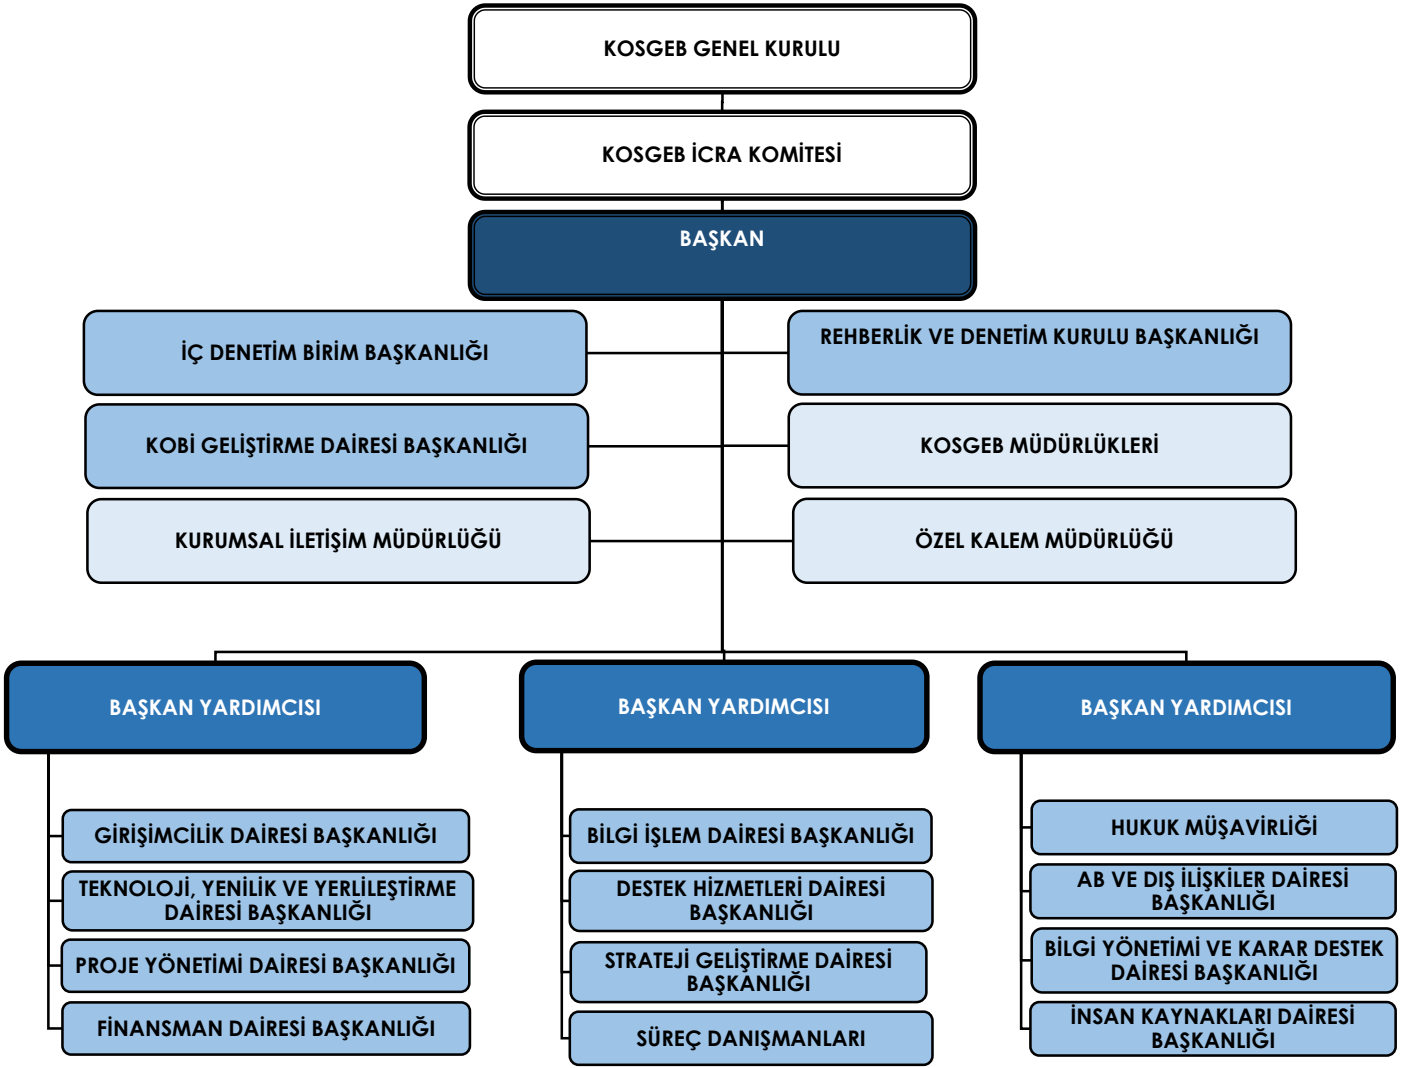 KOSGEB GENEL KURULU
KOSGEB İCRA KOMİTESİ
BAŞKAN
İÇ DENETİM BİRİM BAŞKANLIĞI
REHBERLİK VE DENETİM KURULU BAŞKANLIĞI
KOBİ GELİŞTİRME DAİRESİ BAŞKANLIĞI
KOSGEB MÜDÜRLÜKLERİ
KURUMSAL İLETİŞİM MÜDÜRLÜĞÜ
ÖZEL KALEM MÜDÜRLÜĞÜ
BAŞKAN YARDIMCISI
GİRİŞİMCİLİK DAİRESİ BAŞKANLIĞI
TEKNOLOJİ, YENİLİK VE YERLİLEŞTİRME
DAİRESİ BAŞKANLIĞI
PROJE YÖNETİMİ DAİRESİ BAŞKANLIĞI
FİNANSMAN DAİRESİ BAŞKANLIĞI
BAŞKAN YARDIMCISI
BİLGİ İŞLEM DAİRESİ BAŞKANLIĞI
DESTEK HİZMETLERİ DAİRESİ
BAŞKANLIĞI
STRATEJİ GELİŞTİRME DAİRESİ
BAŞKANLIĞI
SÜREÇ DANIŞMANLARI
BAŞKAN YARDIMCISI
HUKUK MÜŞAVİRLİĞİ
AB VE DIŞ İLİŞKİLER DAİRESİ
BAŞKANLIĞI
BİLGİ YÖNETİMİ VE KARAR DESTEK
DAİRESİ BAŞKANLIĞI
İNSAN KAYNAKLARI DAİRESİ
BAŞKANLIĞI